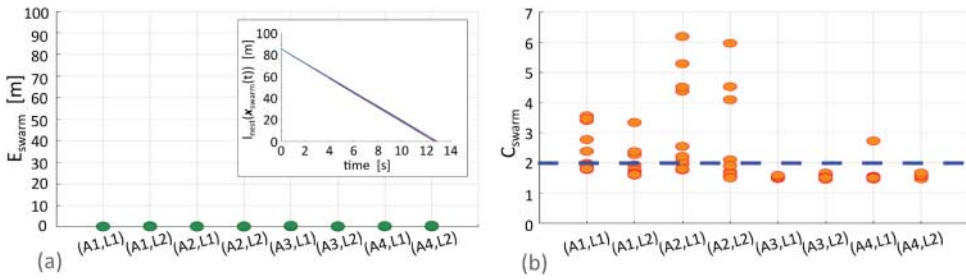 100
90
80
70
60
50
40
30
20
10
0
E_swarm [m]
100
80
60
40
20
0
l_nest(x_swarm(t)) [m]
0 2 4 6 8 10 12 14
time [s]
(A1,L1) (A1,L2) (A2,L1) (A2,L2) (A3,L1) (A3,L2) (A4,L1) (A4,L2)
(a)
7
6
5
4
3
2
1
0
C_swarm
(A1,L1) (A1,L2) (A2,L1) (A2,L2) (A3,L1) (A3,L2) (A4,L1) (A4,L2)
(b)